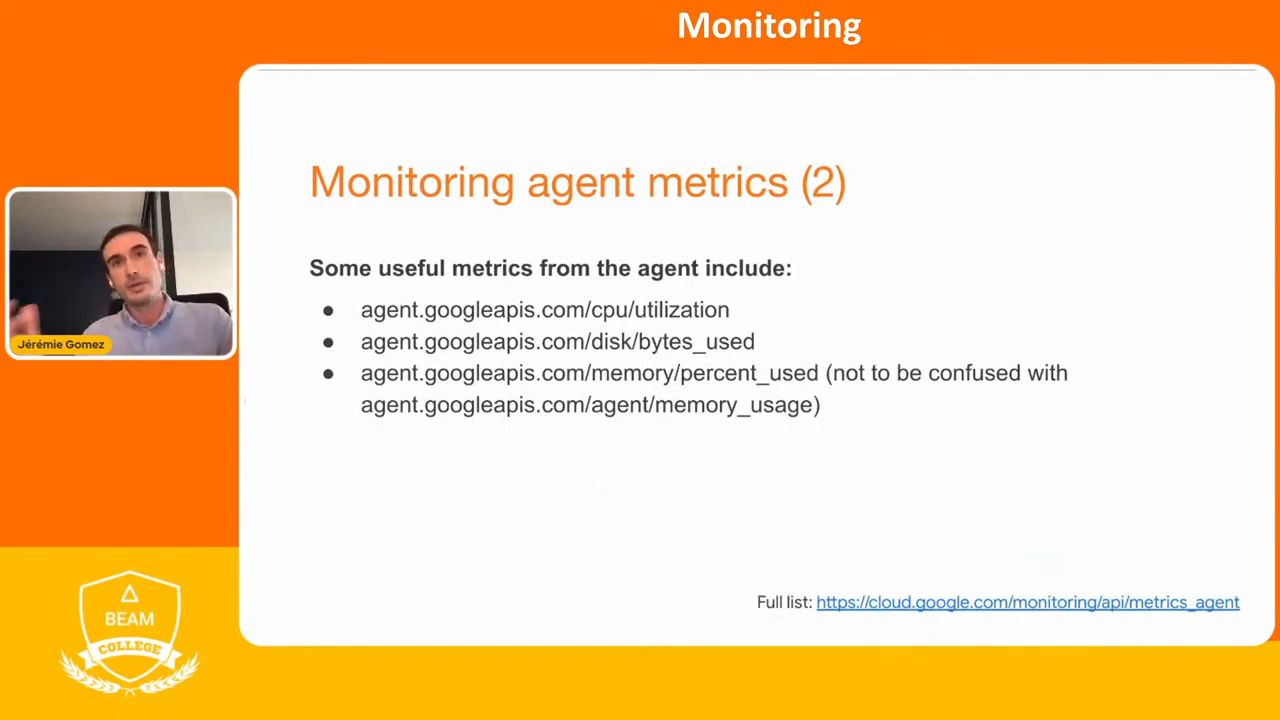 Monitoring
Monitoring agent metrics (2)
Some useful metrics from the agent include:
● agent.googleapis.com/cpu/utilization
● agent.googleapis.com/disk/bytes_used
● agent.googleapis.com/memory/percent_used (not to be confused with
agent.googleapis.com/agent/memory_usage)
Jérémie Gomez
Full list: https://cloud.google.com/monitoring/api/metrics_agent
BEAM
COLLEGE